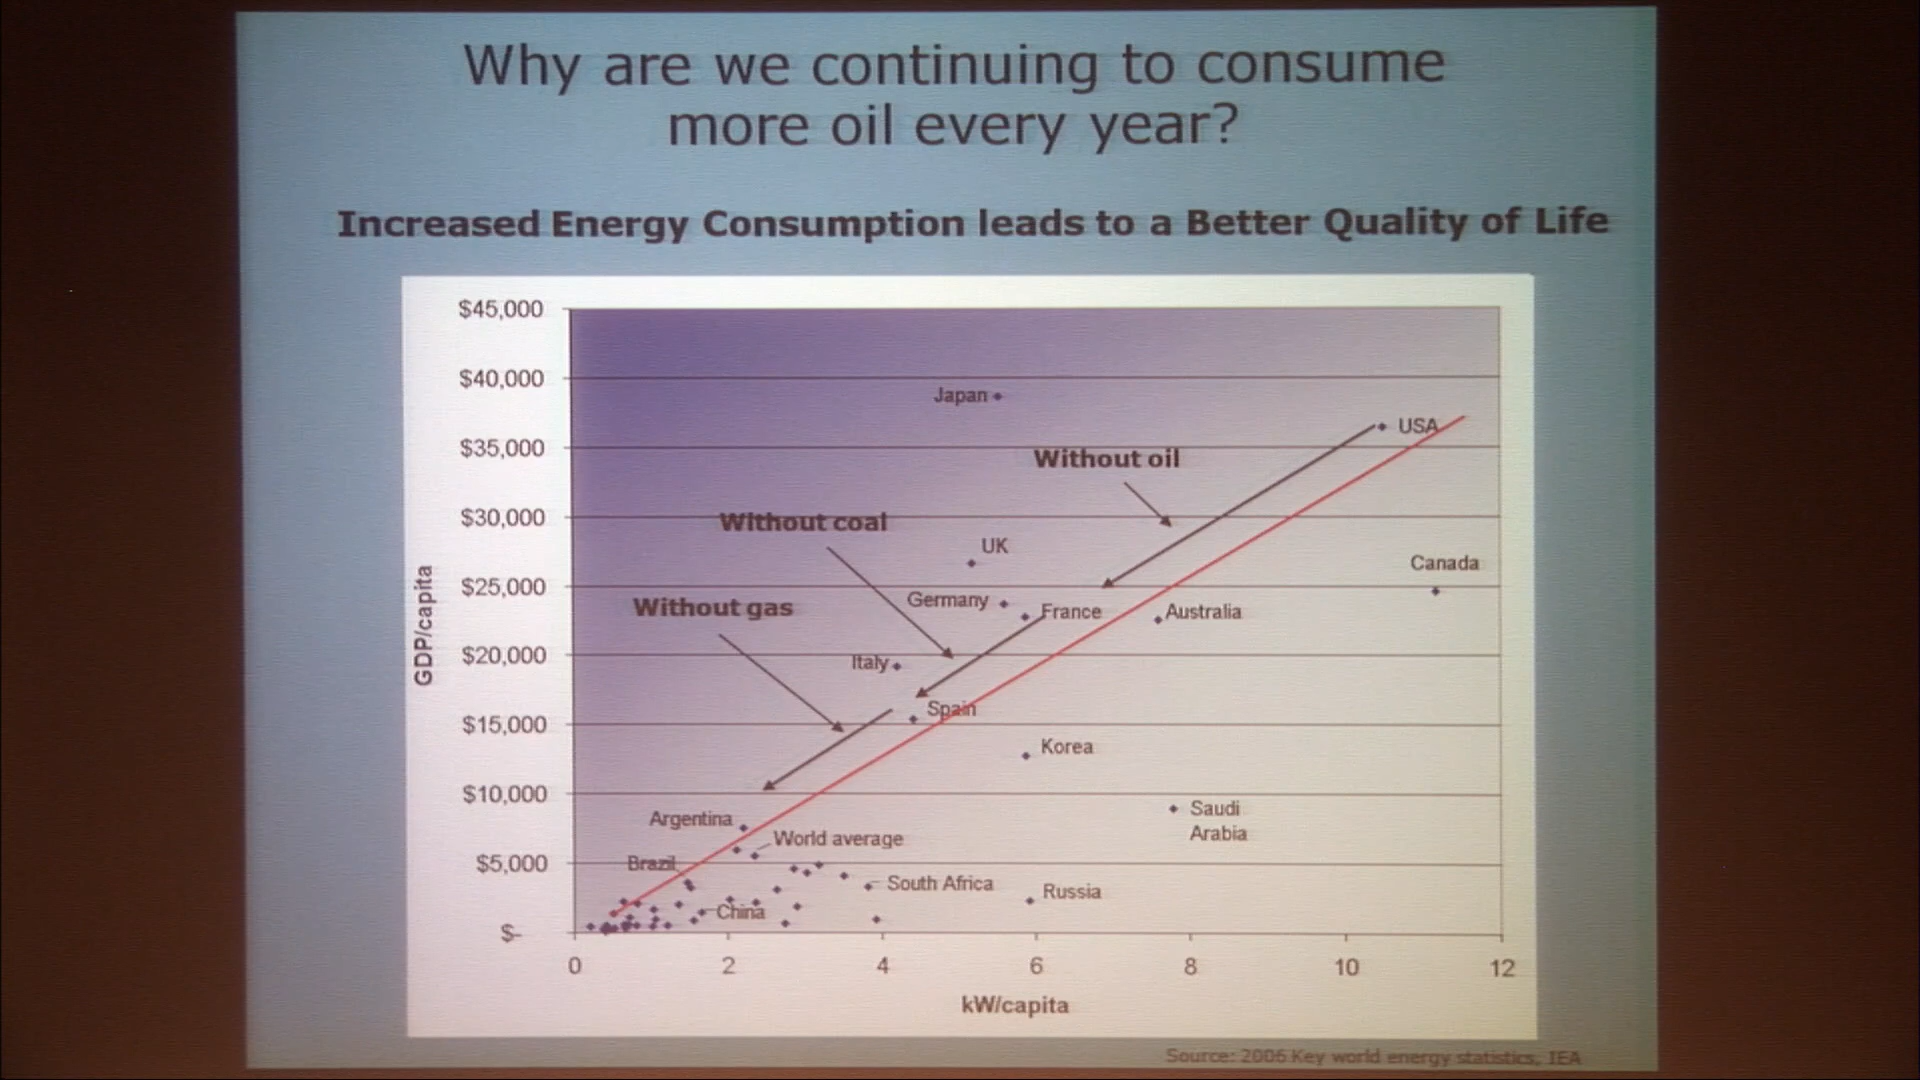 Why are we continuing to consume
more oil every year?
Increased Energy Consumption leads to a Better Quality of Life
$45,000
$40,000
$35,000
$30,000
$25,000
$20,000
$15,000
$10,000
$5,000
$-
GDP/capita
Japan
USA
Without oil
Without coal
UK
Canada
Germany
Without gas
France
Australia
Italy
Spain
Korea
Argentina
Saudi
Arabia
World average
Brazil
South Africa
Russia
China
0
2
4
6
8
10
12
kW/capita
Source: 2006 Key world energy statistics, IEA